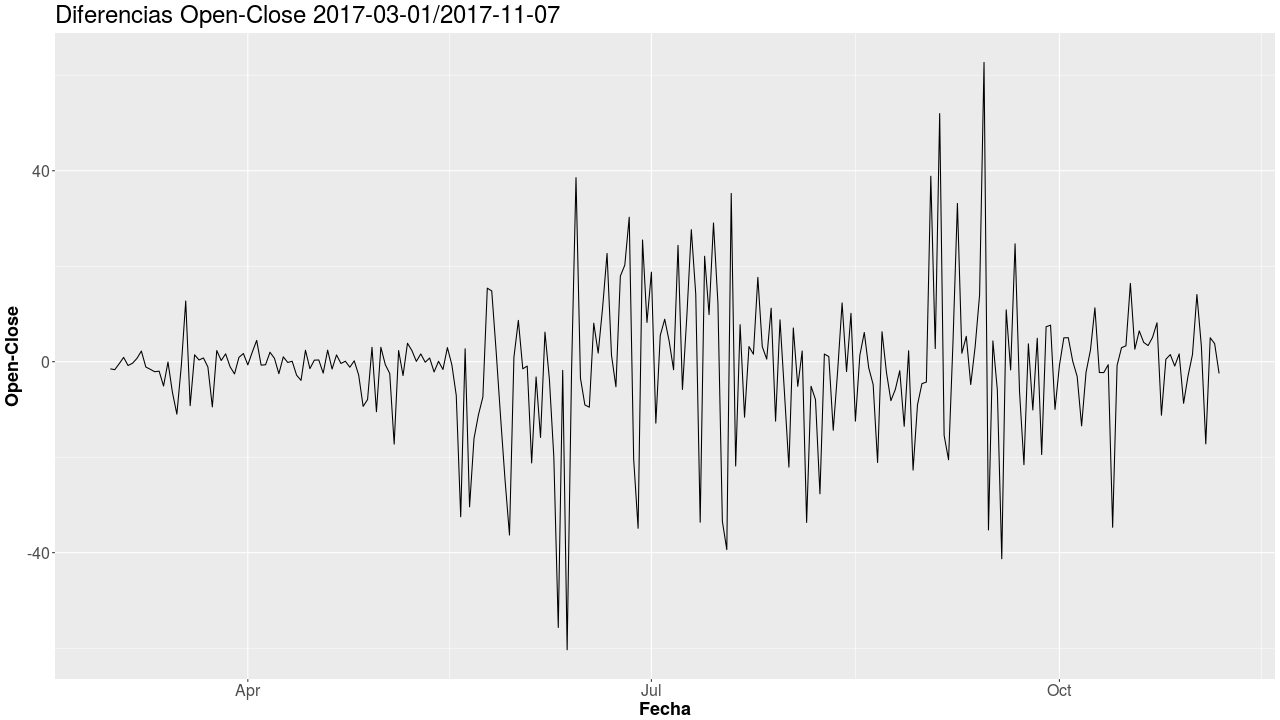 Diferencias Open-Close 2017-03-01/2017-11-07
Open-Close
40
0
-40
Apr
Jul
Oct
Fecha